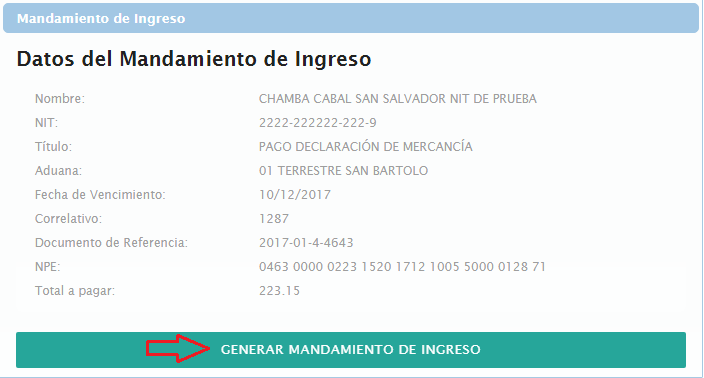 Mandamiento de Ingreso
Datos del Mandamiento de Ingreso
Nombre: CHAMBA CABAL SAN SALVADOR NIT DE PRUEBA
NIT: 2222-222222-222-9
Título: PAGO DECLARACIÓN DE MERCANCÍA
Aduana: 01 TERRESTRE SAN BARTOLO
Fecha de Vencimiento: 10/12/2017
Correlativo: 1287
Documento de Referencia: 2017-01-4-4643
NPE: 0463 0000 0223 1520 1712 1005 5000 0128 71
Total a pagar: 223.15
GENERAR MANDAMIENTO DE INGRESO